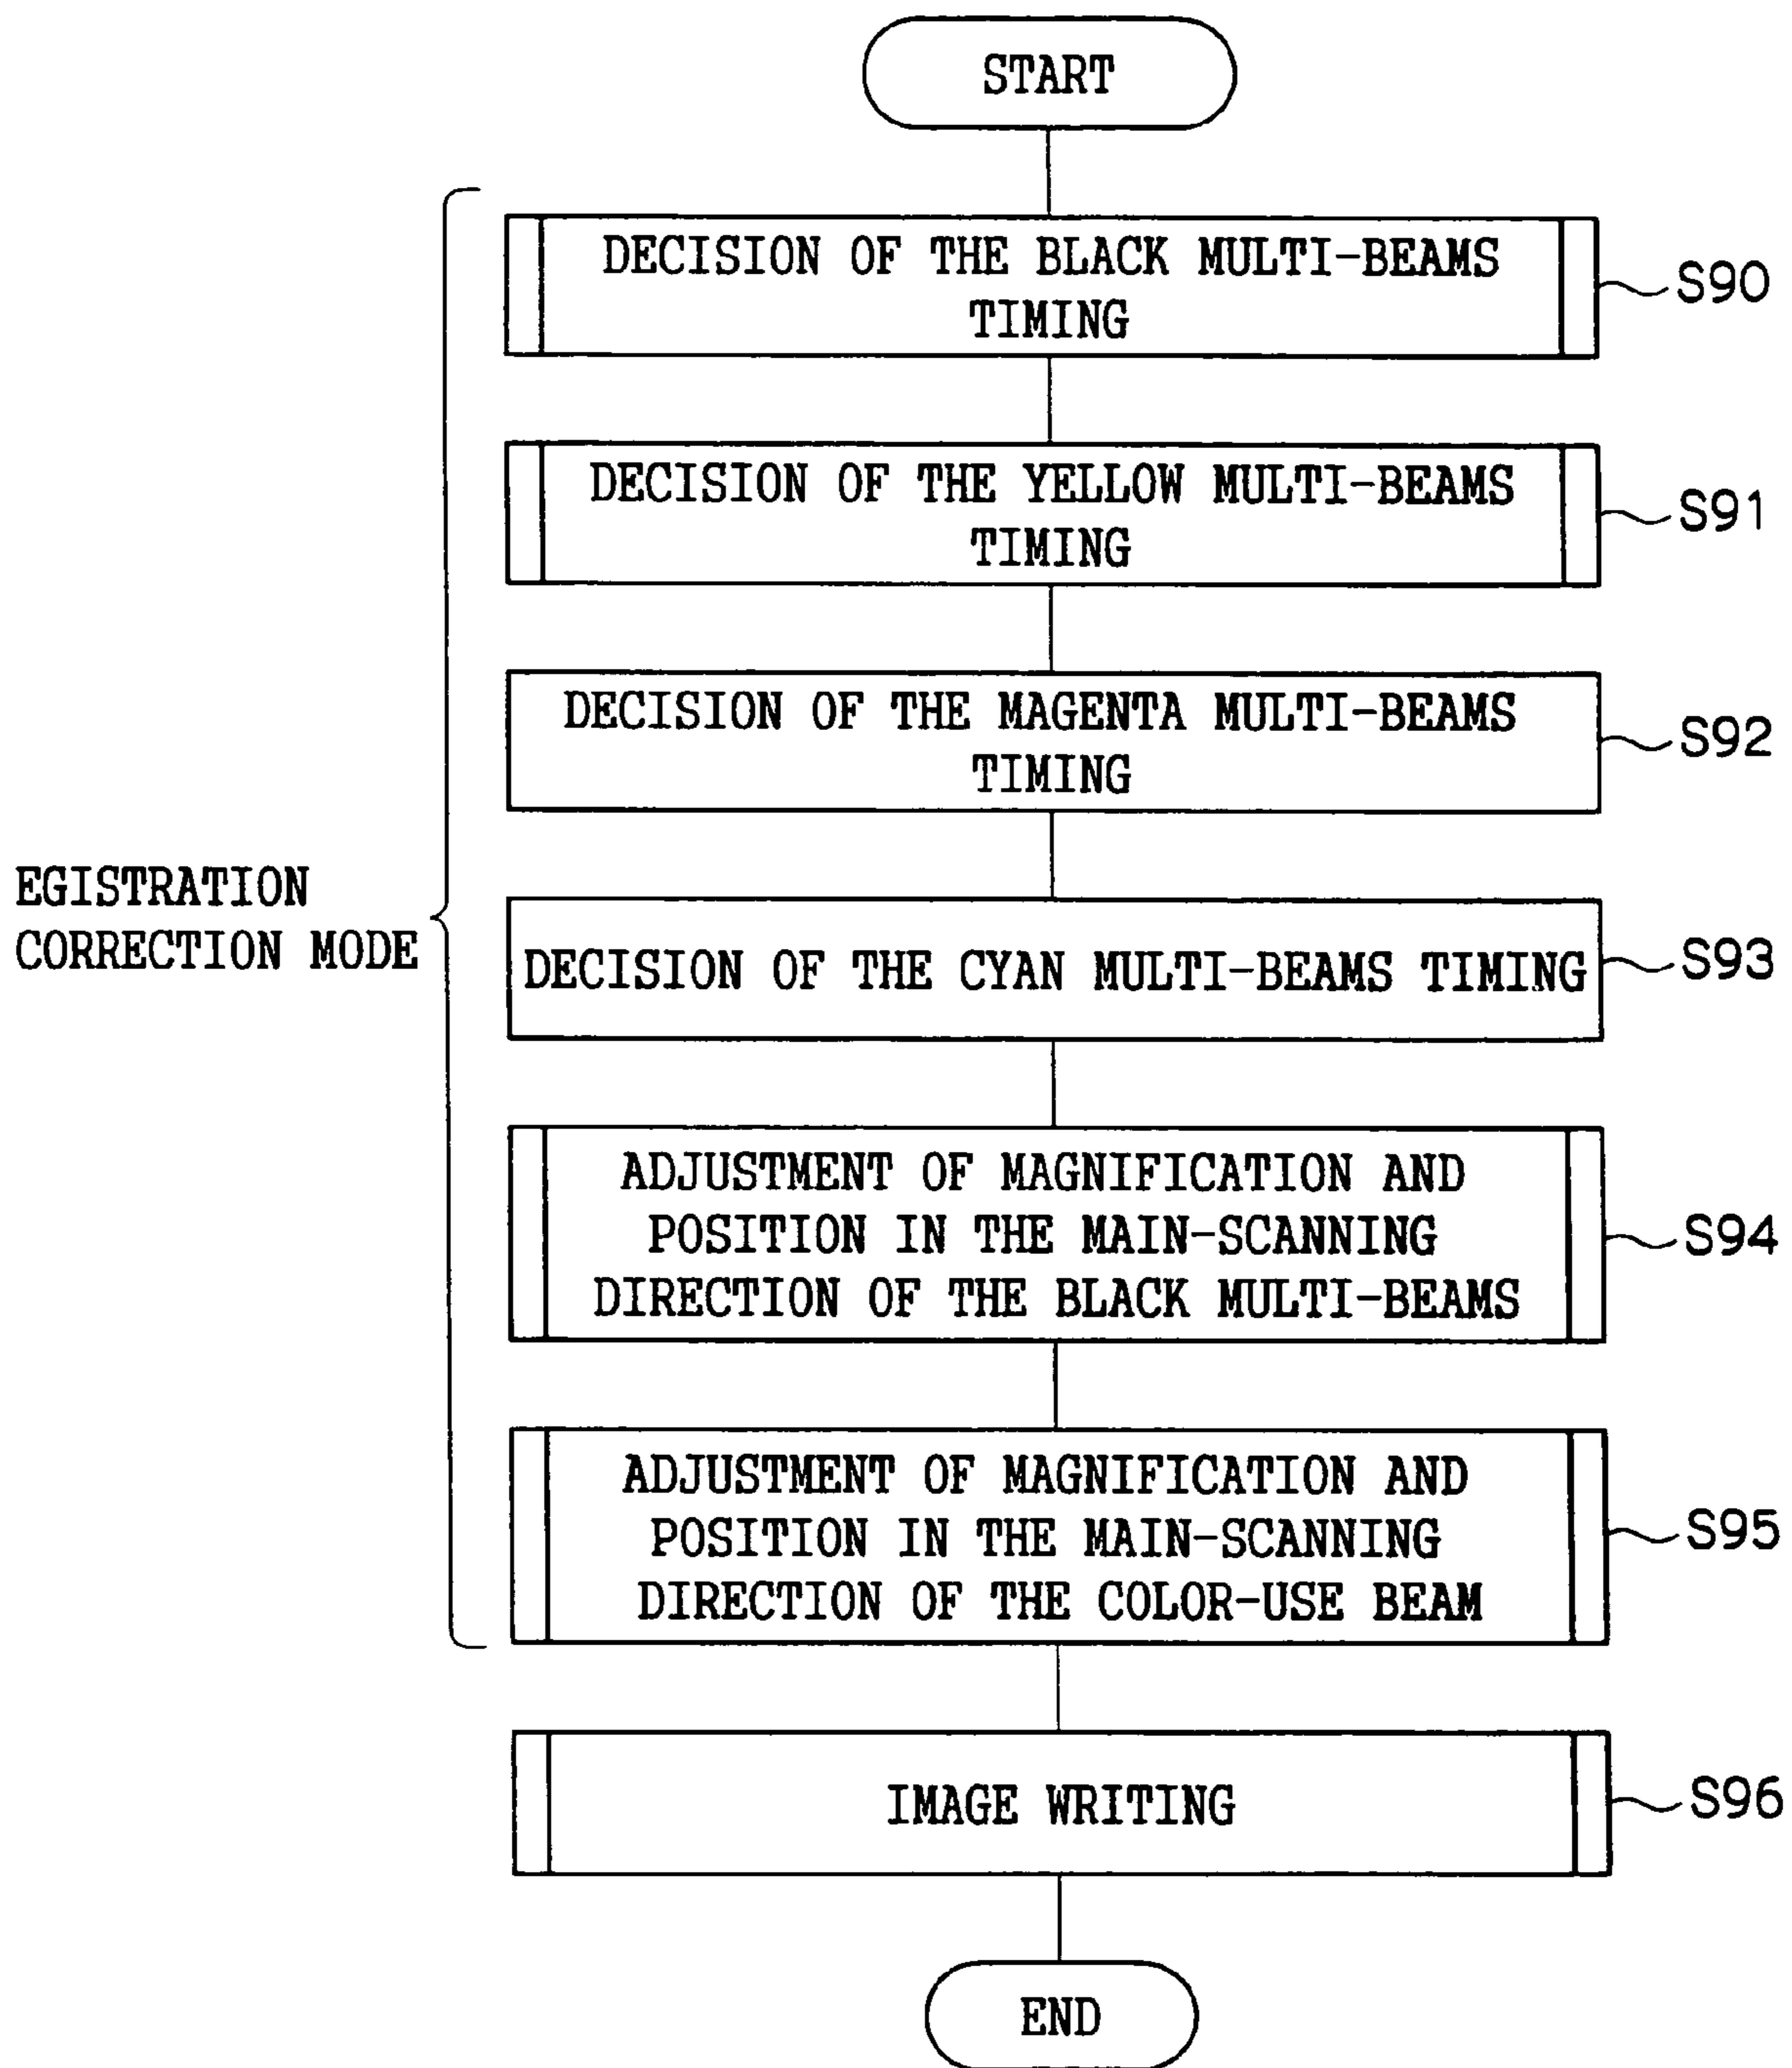 START
DECISION OF THE BLACK MULTI-BEAMS
TIMING
S90
DECISION OF THE YELLOW MULTI-BEAMS
TIMING
S91
DECISION OF THE MAGENTA MULTI-BEAMS
TIMING
S92
EGISTRATION
CORRECTION MODE
DECISION OF THE CYAN MULTI-BEAMS TIMING
S93
ADJUSTMENT OF MAGNIFICATION AND
POSITION IN THE MAIN-SCANNING
DIRECTION OF THE BLACK MULTI-BEAMS
S94
ADJUSTMENT OF MAGNIFICATION AND
POSITION IN THE MAIN-SCANNING
DIRECTION OF THE COLOR-USE BEAM
S95
IMAGE WRITING
S96
END